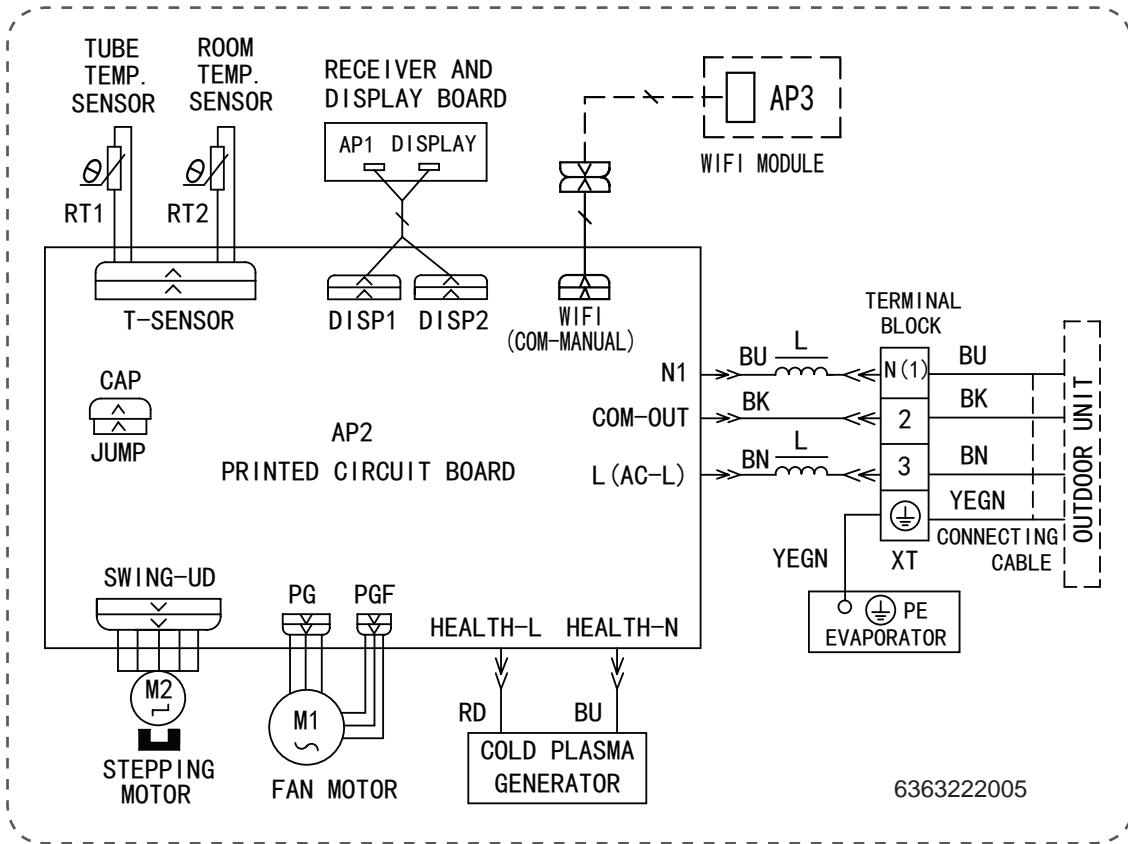 TUBE
TEMP.
SENSOR
ROOM
TEMP.
SENSOR
RECEIVER AND
DISPLAY BOARD
AP1 DISPLAY
AP3
WIFI MODULE
θ
RT1
θ
RT2
T-SENSOR
DISP1
DISP2
WIFI
(COM-MANUAL)
TERMINAL
BLOCK
CAP
JUMP
AP2
PRINTED CIRCUIT BOARD
N1
BU
L
N(1)
BU
COM-OUT
BK
2
BK
L(AC-L)
BN
L
3
BN
YEGN
OUTDOOR UNIT
CONNECTING
CABLE
XT
YEGN
PE
EVAPORATOR
SWING-UD
PG
PGF
HEALTH-L
HEALTH-N
M2
STEPPING
MOTOR
M1
FAN MOTOR
RD
BU
COLD PLASMA
GENERATOR
6363222005